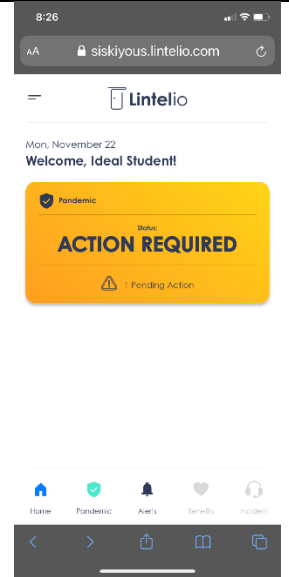 8:26
AA siskiyous.lintelio.com
Lintelio
Mon, November 22
Welcome, Ideal Student!
Pandemic
Status:
ACTION REQUIRED
1 Pending Action
Home Pandemic Alerts Benefits Incident